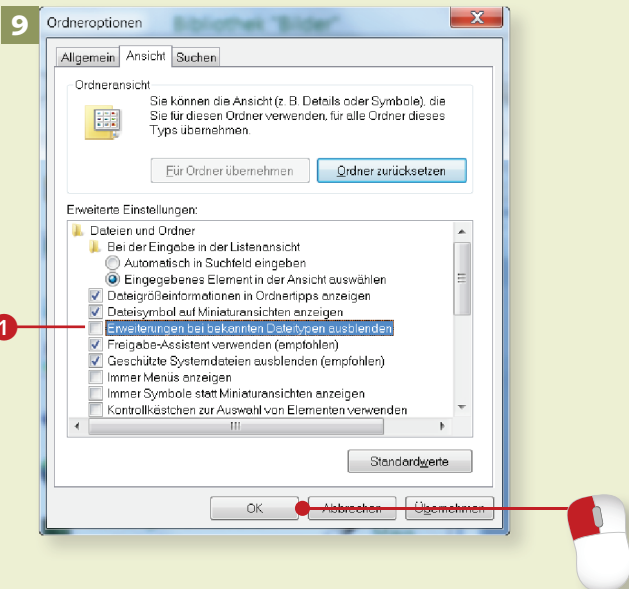 9
Ordneroptionen
Bibliothek "Bilder"
Allgemein Ansicht Suchen
Ordneransicht
Sie können die Ansicht (z. B. Details oder Symbole), die
Sie für diesen Ordner verwenden, für alle Ordner dieses
Typs übernehmen.
Für Ordner übernehmen Ordner zurücksetzen
Erweiterte Einstellungen:
Dateien und Ordner
Bei der Eingabe in der Listenansicht
Automatisch in Suchfeld eingeben
Eingegebenes Element in der Ansicht auswählen
Dateigrößeinformationen in Ordnertipps anzeigen
Dateisymbol auf Miniaturansichten anzeigen
1
Erweiterungen bei bekannten Dateitypen ausblenden
Freigabe-Assistent verwenden (empfohlen)
Geschützte Systemdateien ausblenden (empfohlen)
Immer Menüs anzeigen
Immer Symbole statt Miniaturansichten anzeigen
Kontrollkästchen zur Auswahl von Elementen verwenden
Standardwerte
OK Abbrechen Übernehmen